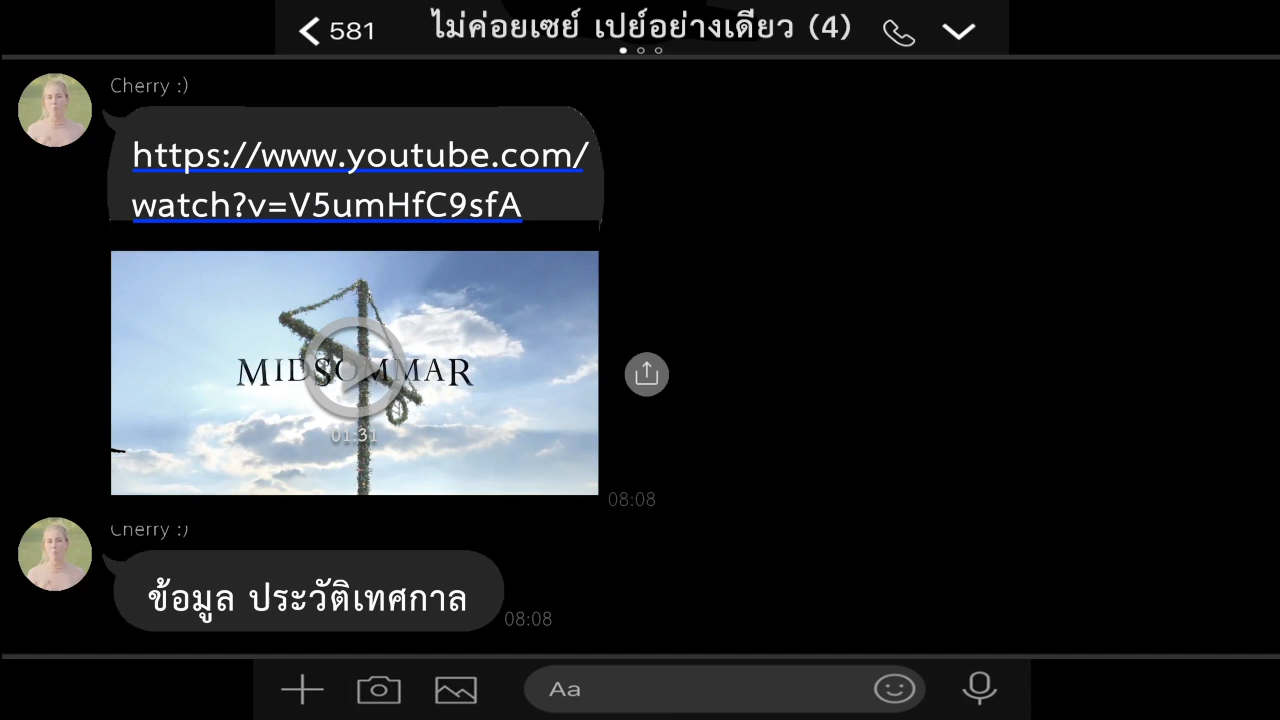 581
ไม่ค่อยเซย์ เปย์อย่างเดียว (4)
Cherry :)
https://www.youtube.com/
watch?v=V5umHfC9sfA
MIDSOMMAR
01:31
08:08
Cherry :)
ข้อมูล ประวัติเทศกาล
08:08
Aa